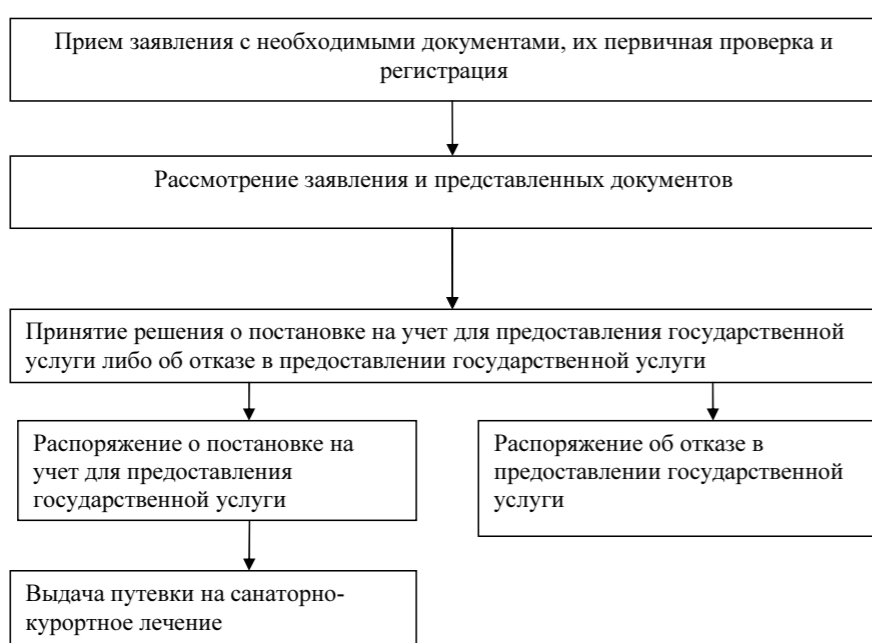 Прием заявления с необходимыми документами, их первичная проверка и
регистрация
Рассмотрение заявления и представленных документов
Принятие решения о постановке на учет для предоставления государственной
услуги либо об отказе в предоставлении государственной услуги
Распоряжение о постановке на
учет для предоставления
государственной услуги
Распоряжение об отказе в
предоставлении государственной
услуги
Выдача путевки на санаторно-
курортное лечение